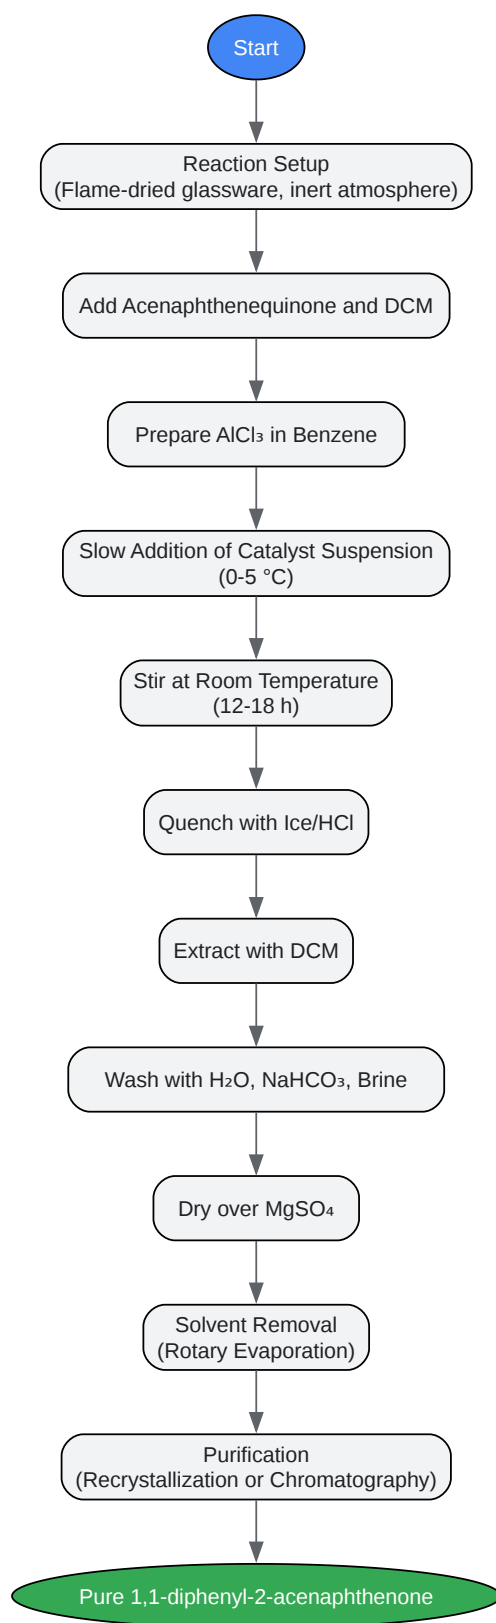 Start
Reaction Setup
(Flame-dried glassware, inert atmosphere)
Add Acenaphthenequinone and DCM
Prepare AlCl₃ in Benzene
Slow Addition of Catalyst Suspension
(0-5 °C)
Stir at Room Temperature
(12-18 h)
Quench with Ice/HCl
Extract with DCM
Wash with H₂O, NaHCO₃, Brine
Dry over MgSO₄
Solvent Removal
(Rotary Evaporation)
Purification
(Recrystallization or Chromatography)
Pure 1,1-diphenyl-2-acenaphthenone